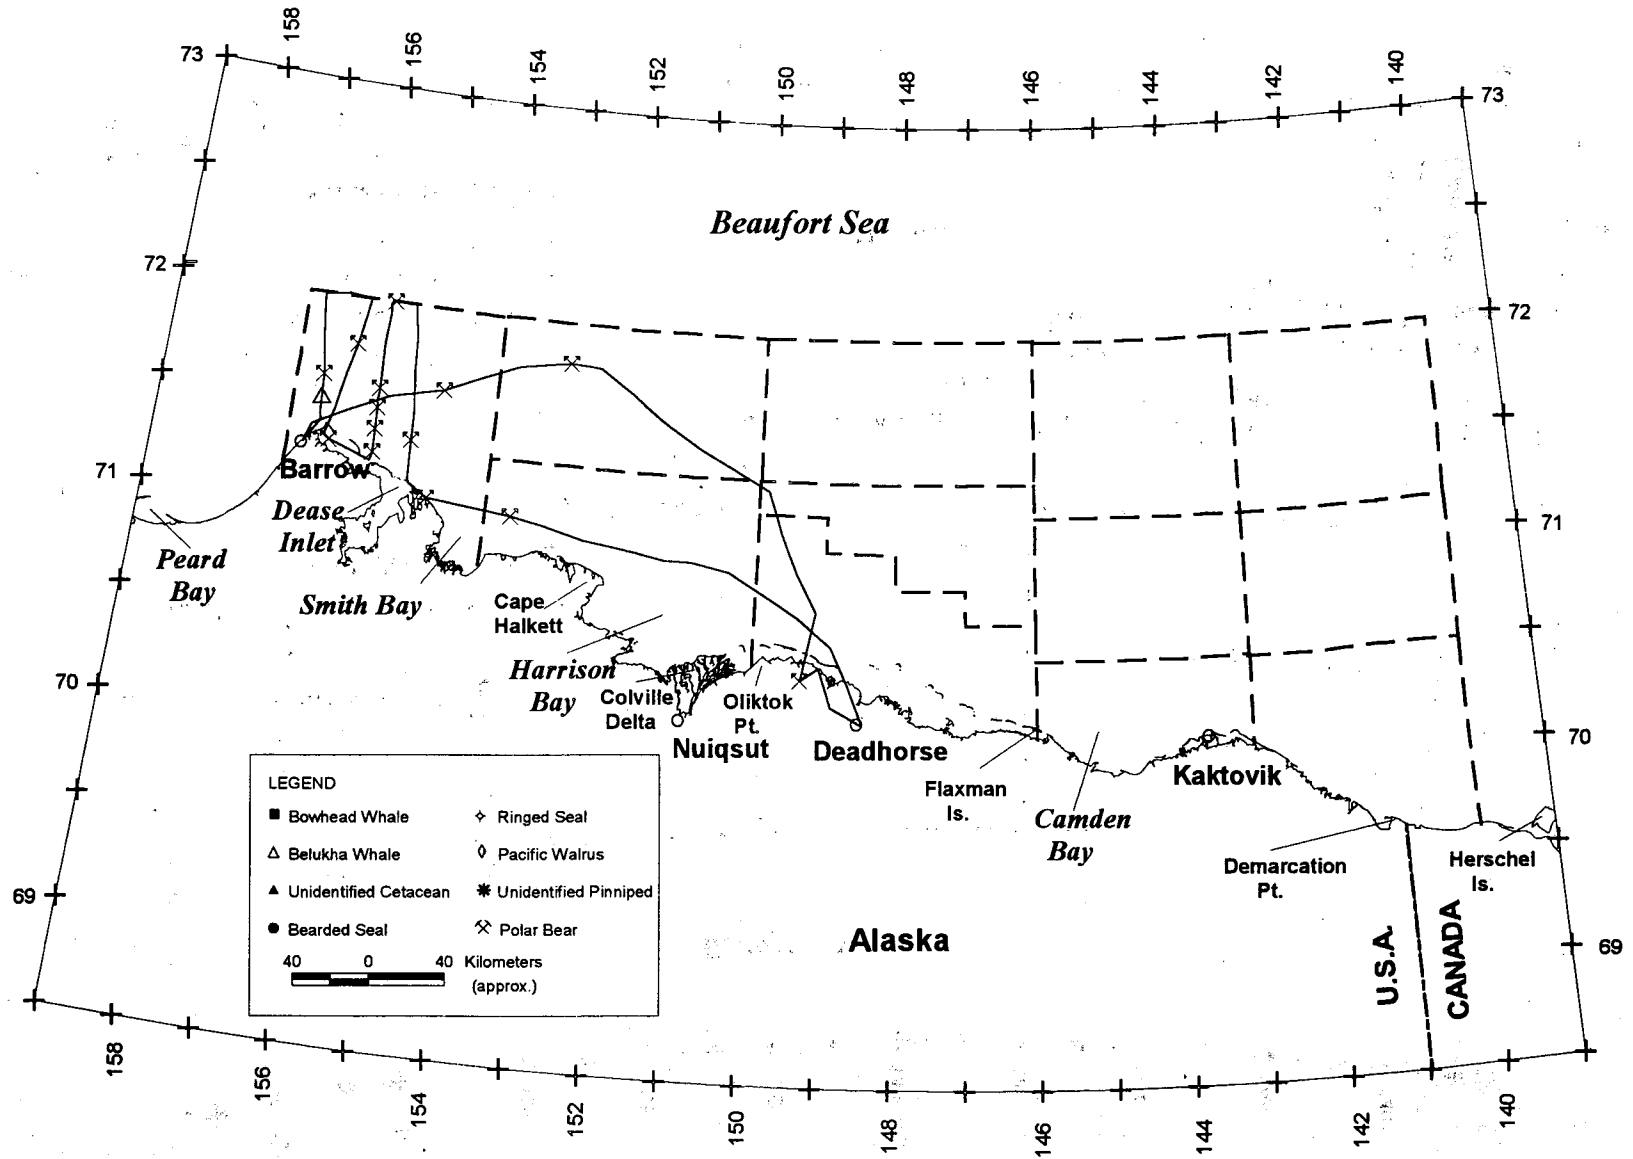 158
156
154
152
150
148
146
144
142
140
73
73
72
72
71
71
70
70
69
69
Beaufort Sea
Barrow
Dease
Inlet
Peard
Bay
Smith Bay
Cape
Halkett
Harrison
Bay
Colville
Delta
Oliktok
Pt.
Nuiqsut
Deadhorse
Flaxman
Is.
Camden
Bay
Kaktovik
Demarcation
Pt.
Herschel
Is.
Alaska
U.S.A.
CANADA
LEGEND
Bowhead Whale
Ringed Seal
Belukha Whale
Pacific Walrus
Unidentified Cetacean
Unidentified Pinniped
Bearded Seal
Polar Bear
40 0 40 Kilometers
(approx.)
158
156
154
152
150
148
146
144
142
140